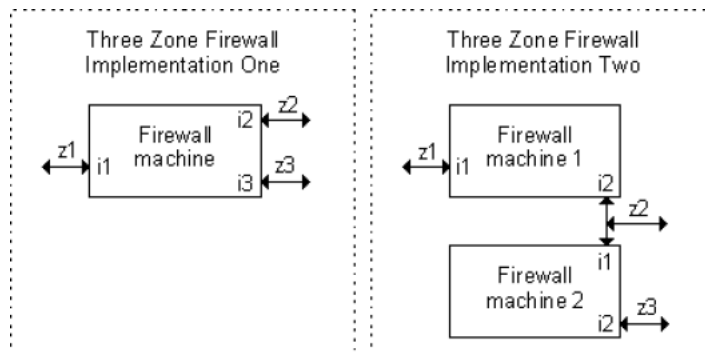 Three Zone Firewall
Implementation One
Firewall
machine
z1
i1
i2
z2
i3
z3
Three Zone Firewall
Implementation Two
Firewall
machine 1
z1
i1
i2
z2
i1
Firewall
machine 2
i2
z3